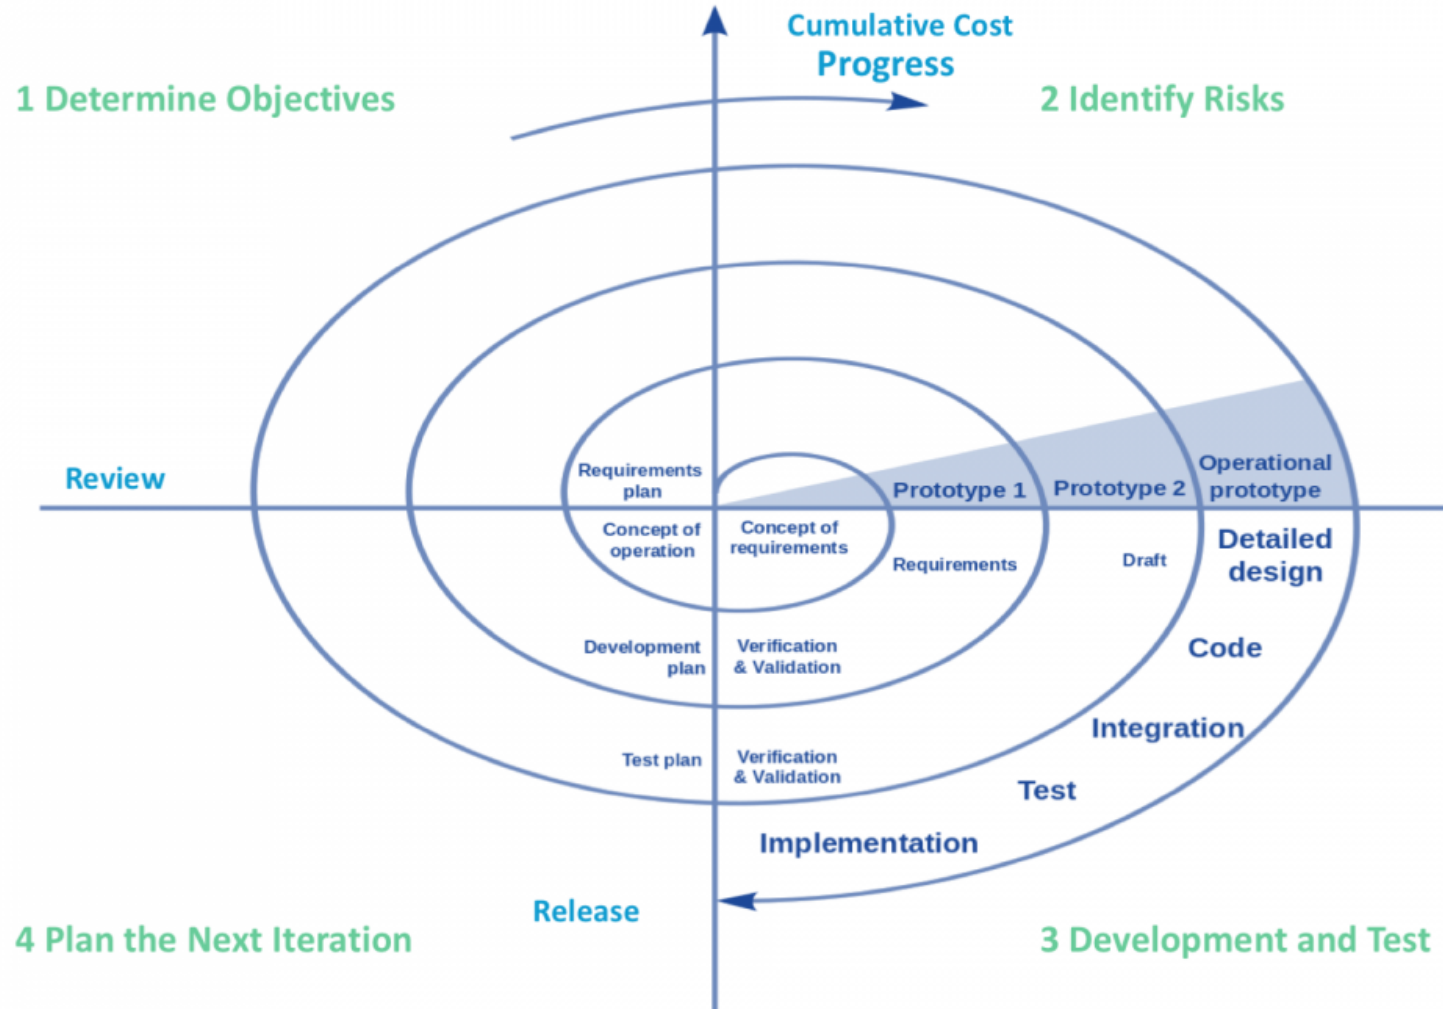 Cumulative Cost
Progress
1 Determine Objectives
2 Identify Risks
Review
Requirements
plan
Prototype 1
Prototype 2
Operational
prototype
Concept of
operation
Concept of
requirements
Requirements
Draft
Detailed
design
Development
plan
Verification
& Validation
Code
Integration
Test plan
Verification
& Validation
Test
Implementation
Release
4 Plan the Next Iteration
3 Development and Test